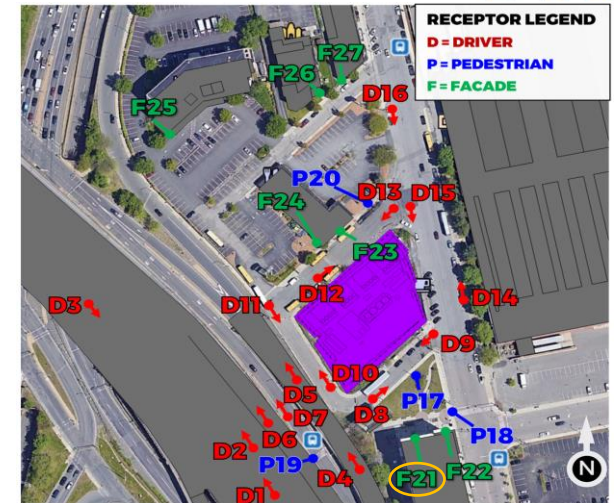 RECEPTOR LEGEND
D = DRIVER
P = PEDESTRIAN
F = FACADE
F27
F26
D16
F25
P20
D13
D15
F24
F23
D12
D3
D11
D14
D9
D10
D5
D8
P17
D7
D6
P18
D2
P19
D4
F22
F21
D1
N